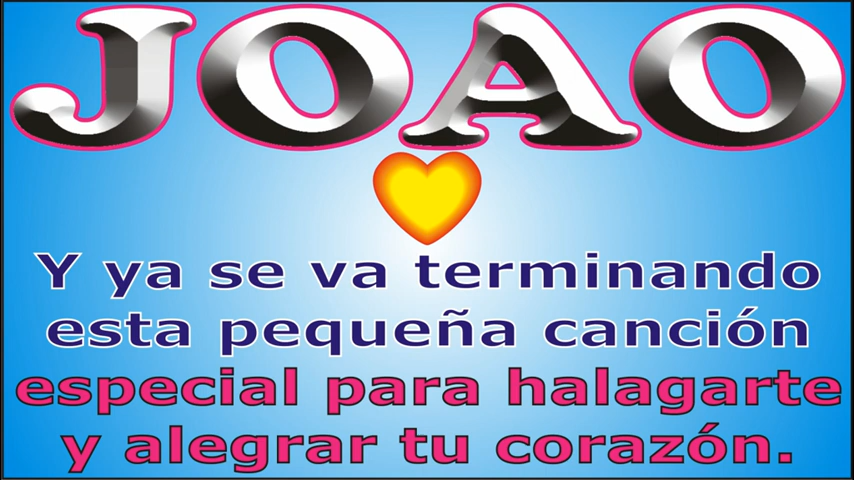 JOAO
Y ya se va terminando
esta pequeña canción
especial para halagarte
y alegrar tu corazón.